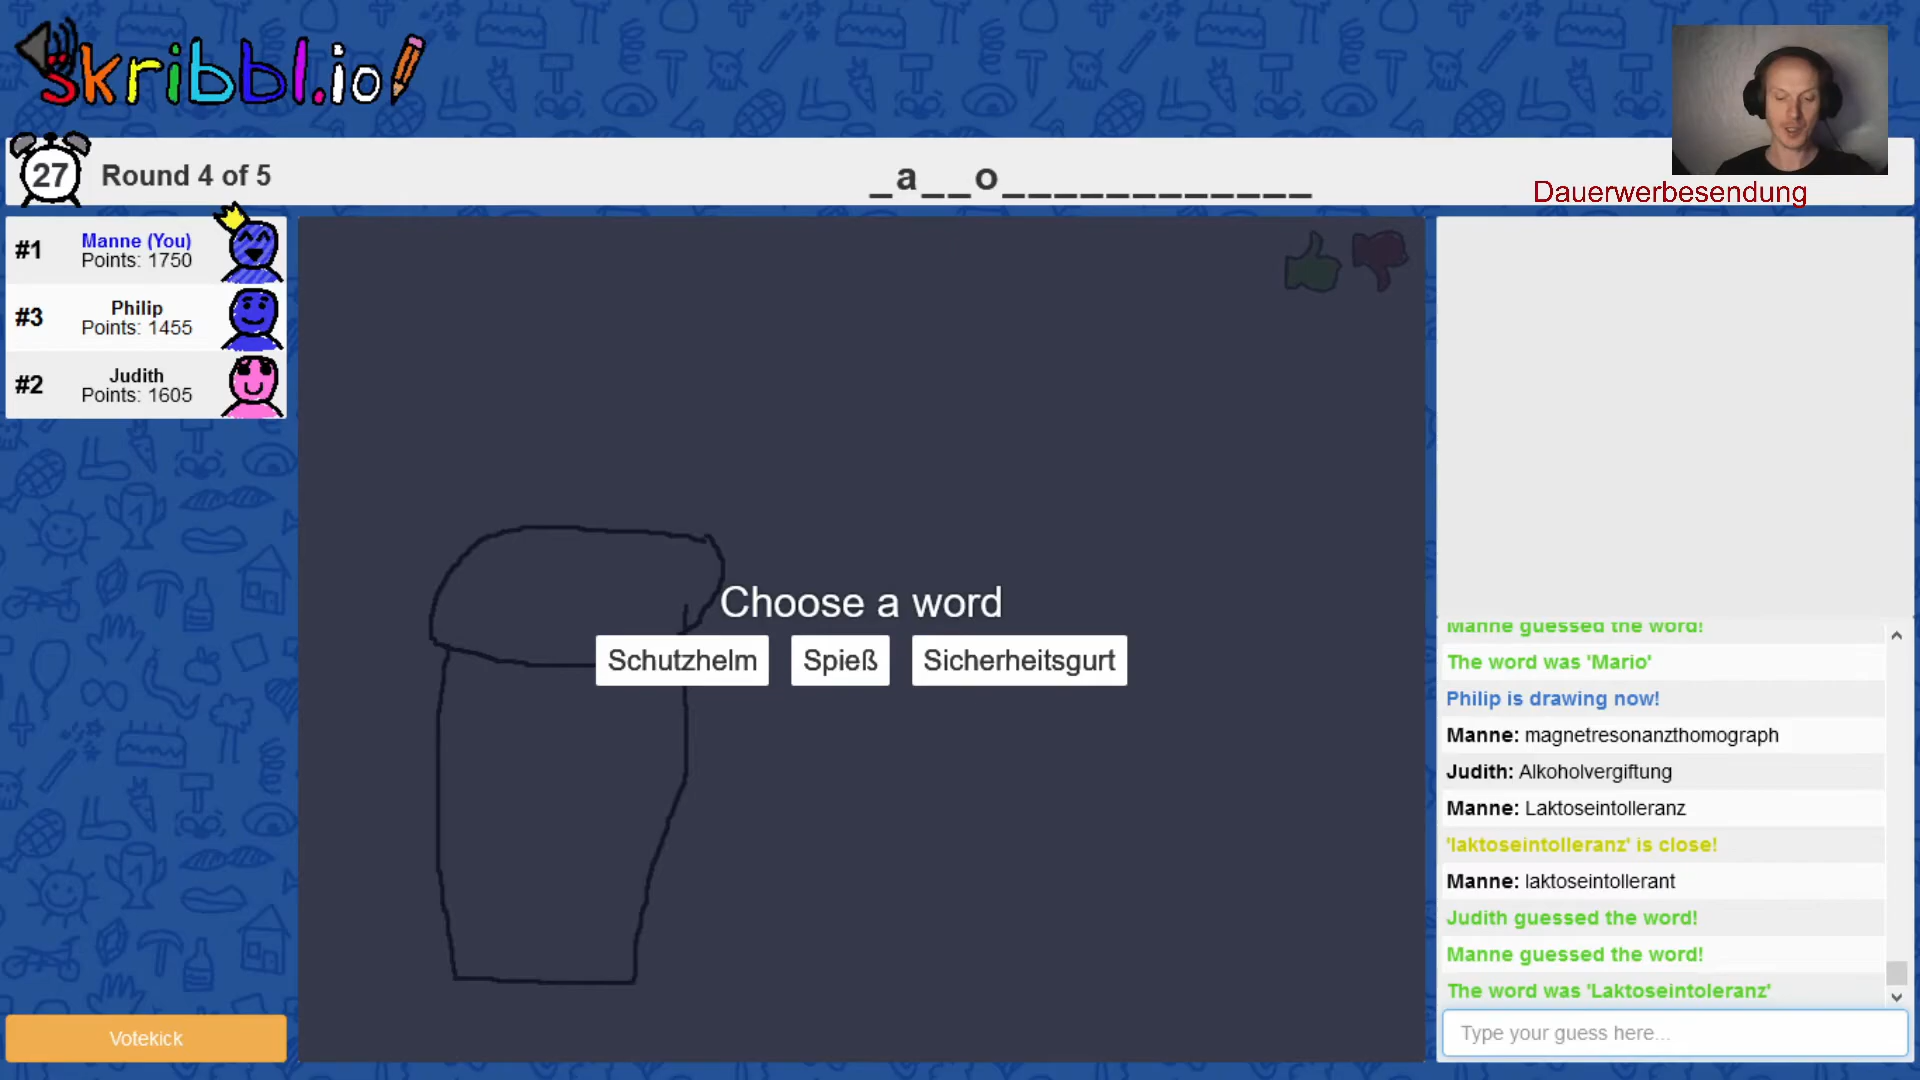 skribbl.io
27
Round 4 of 5
_a__o____________
Dauerwerbesendung
#1
Manne (You)
Points: 1750
#3
Philip
Points: 1455
#2
Judith
Points: 1605
Choose a word
Schutzhelm
Spieß
Sicherheitsgurt
Manne guessed the word!
The word was 'Mario'
Philip is drawing now!
Manne: magnetresonanzthomograph
Judith: Alkoholvergiftung
Manne: Laktoseintolleranz
'laktoseintolleranz' is close!
Manne: laktoseintollerant
Judith guessed the word!
Manne guessed the word!
The word was 'Laktoseintoleranz'
Votekick
Type your guess here...